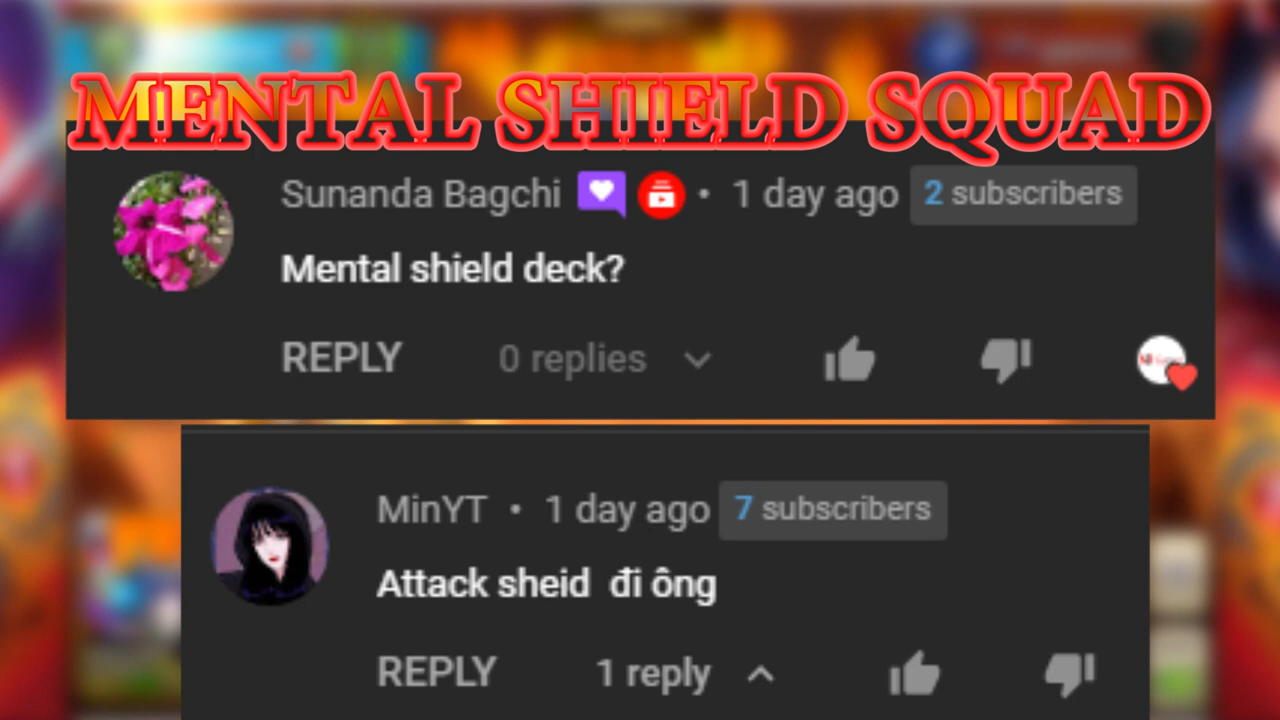 MENTAL SHIELD SQUAD
Sunanda Bagchi • 1 day ago 2 subscribers
Mental shield deck?
REPLY 0 replies
MinYT • 1 day ago 7 subscribers
Attack sheid đi ông
REPLY 1 reply